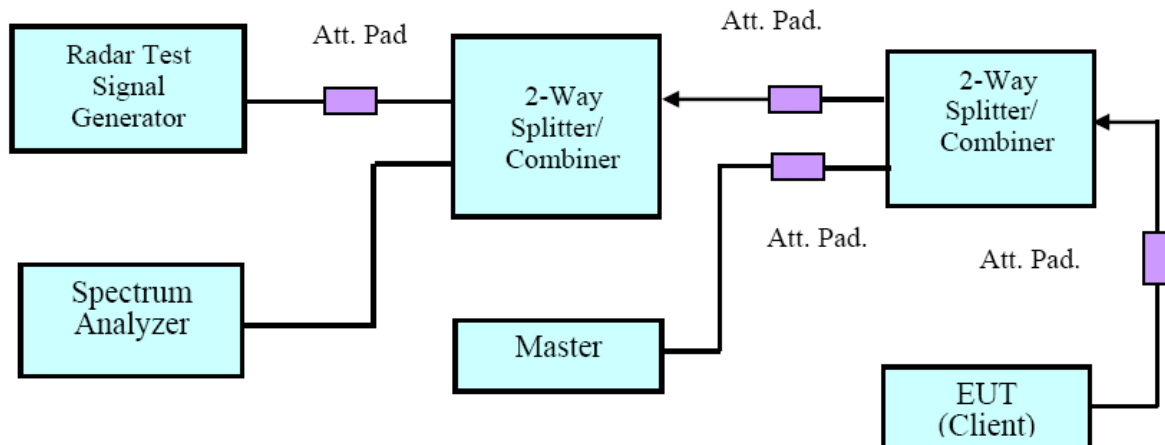 Radar Test
Signal
Generator
Att. Pad
2-Way
Splitter/
Combiner
Att. Pad.
2-Way
Splitter/
Combiner
Att. Pad.
Att. Pad.
Spectrum
Analyzer
Master
EUT
(Client)